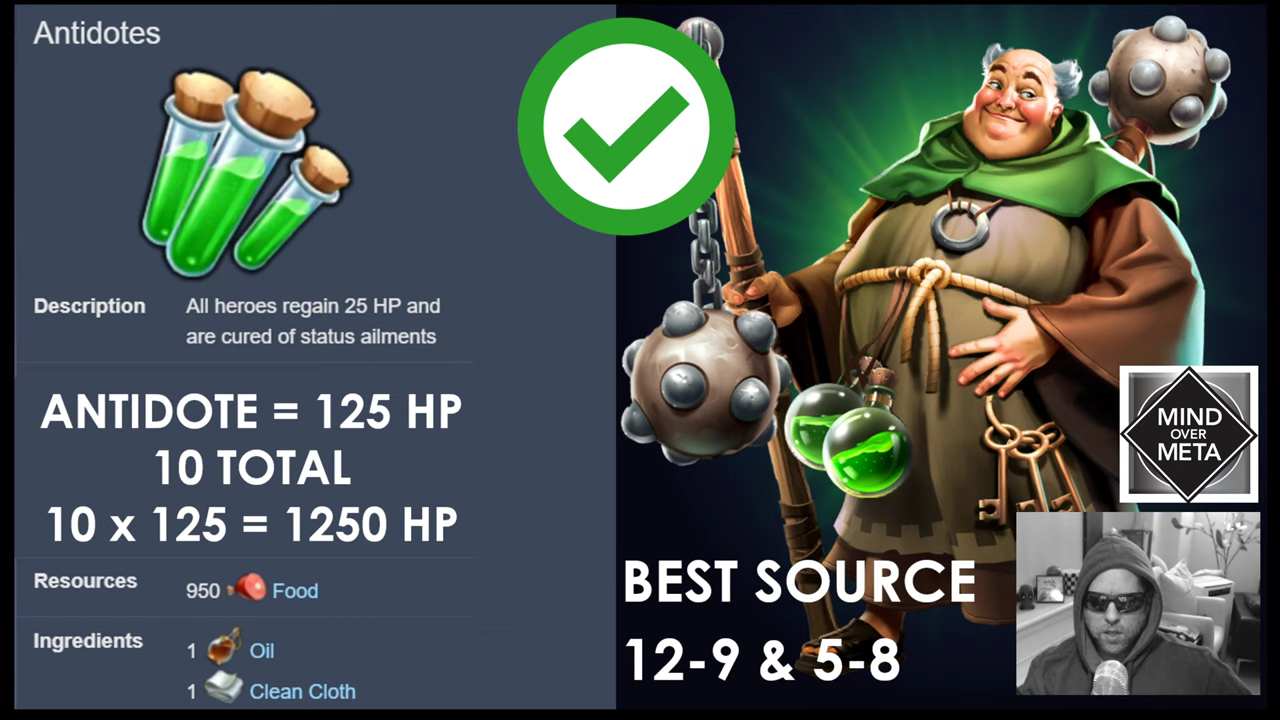 Antidotes
Description
All heroes regain 25 HP and
are cured of status ailments
ANTIDOTE = 125 HP
10 TOTAL
10 x 125 = 1250 HP
Resources
950 Food
Ingredients
1 Oil
1 Clean Cloth
BEST SOURCE
12-9 & 5-8
MIND
OVER
META